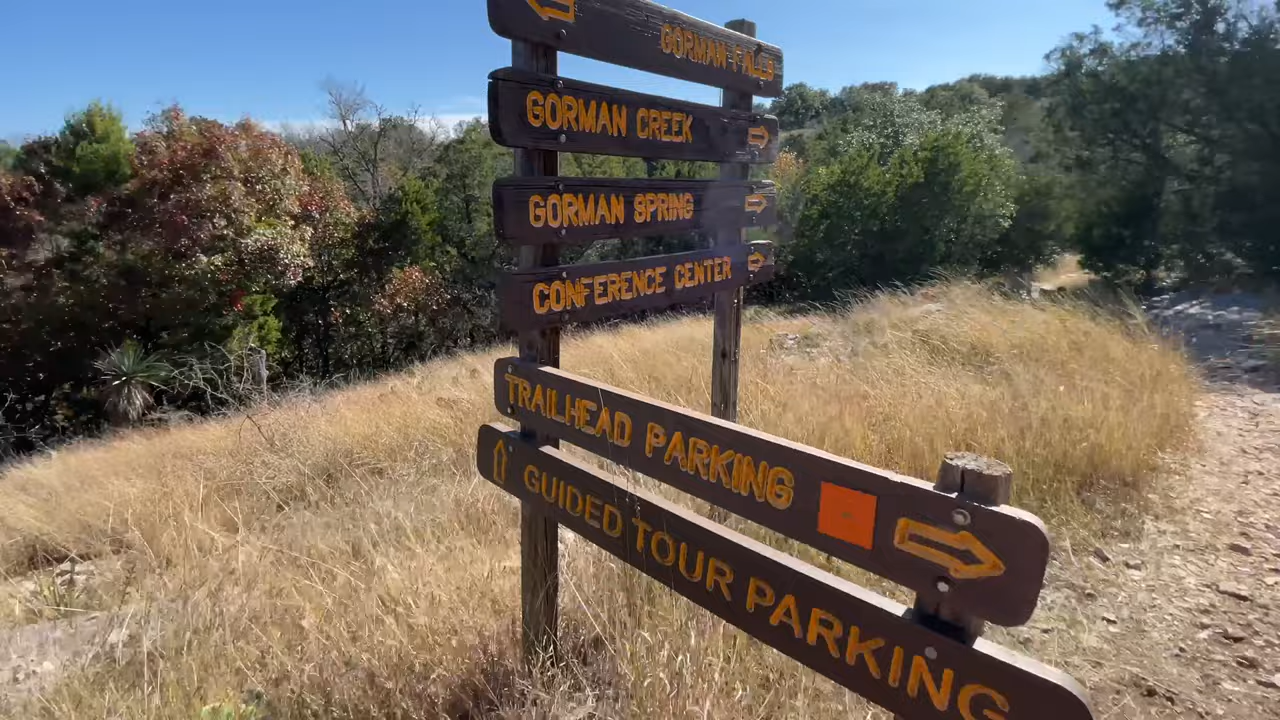 GORMAN FALLS
GORMAN CREEK
GORMAN SPRING
CONFERENCE CENTER
TRAILHEAD PARKING
GUIDED TOUR PARKING